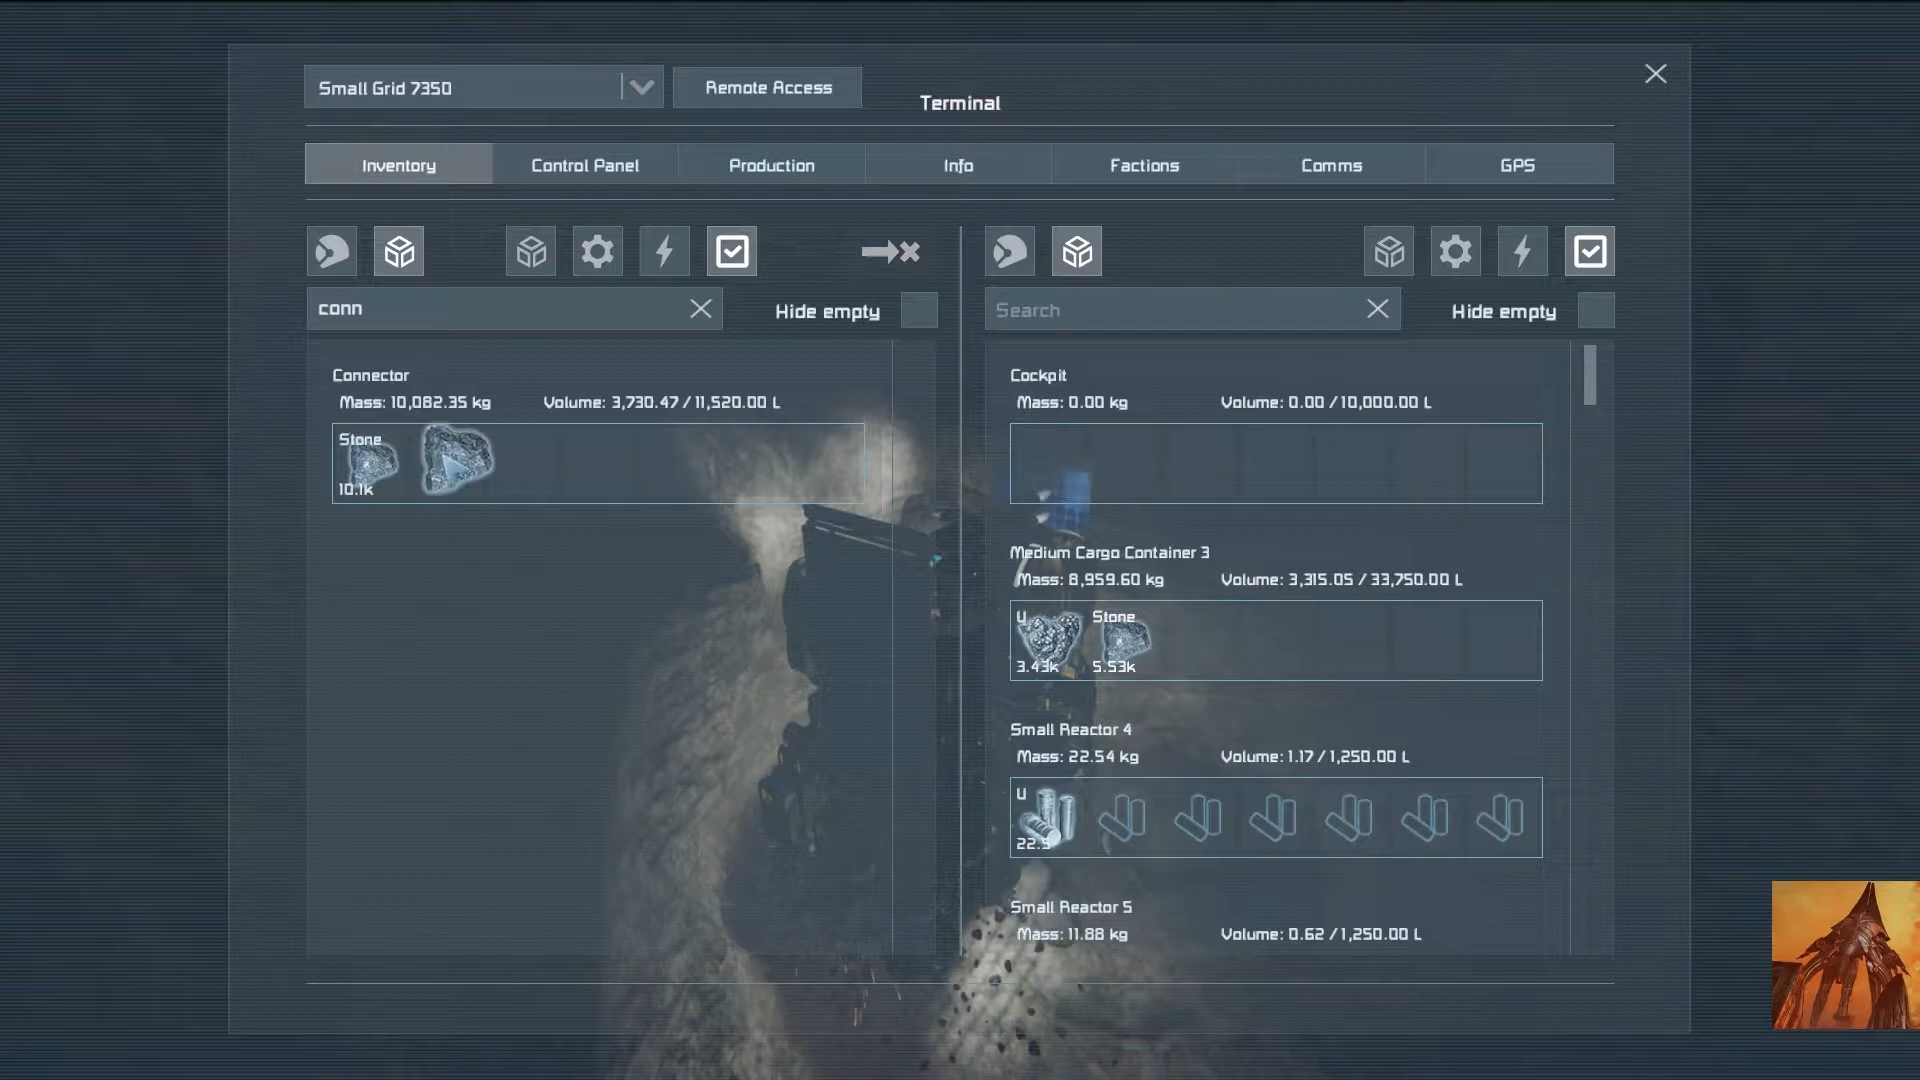 Small Grid 7350
Remote Access
Terminal
Inventory
Control Panel
Production
Info
Factions
Comms
GPS
conn
Hide empty
Search
Hide empty
Connector
Mass: 10,082.35 kg
Volume: 3,730.47 / 11,520.00 L
Stone
10.1k
Cockpit
Mass: 0.00 kg
Volume: 0.00 / 10,000.00 L
Medium Cargo Container 3
Mass: 8,959.60 kg
Volume: 3,315.05 / 33,750.00 L
U
Stone
3.43k
5.53k
Small Reactor 4
Mass: 22.54 kg
Volume: 1.17 / 1,250.00 L
U
22.5
Small Reactor 5
Mass: 11.88 kg
Volume: 0.62 / 1,250.00 L